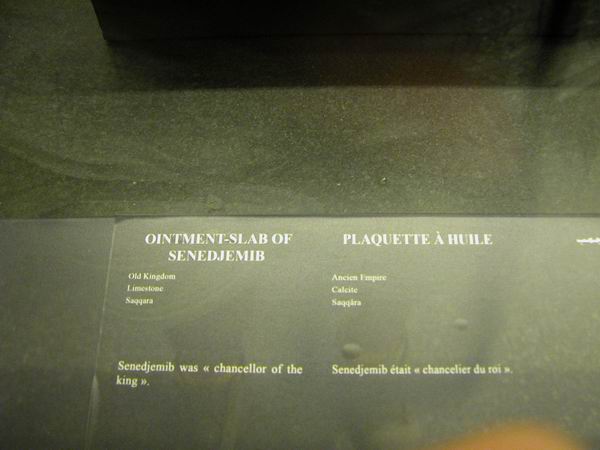 OINTMENT-SLAB OF
SENEDJEMIB
Old Kingdom
Limestone
Saqqara
Senedjemib was « chancellor of the
king ».
PLAQUETTE À HUILE
Ancien Empire
Calcite
Saqqâra
Senedjemib était « chancelier du roi ».